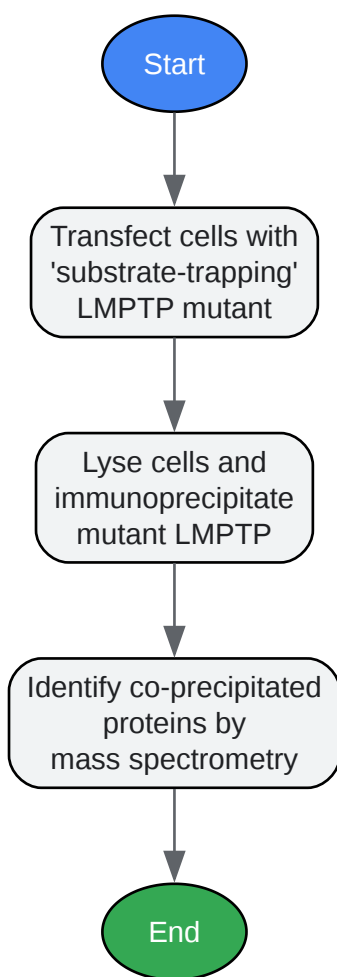 Start
Transfect cells with
'substrate-trapping'
LMPTP mutant
Lyse cells and
immunoprecipitate
mutant LMPTP
Identify co-precipitated
proteins by
mass spectrometry
End